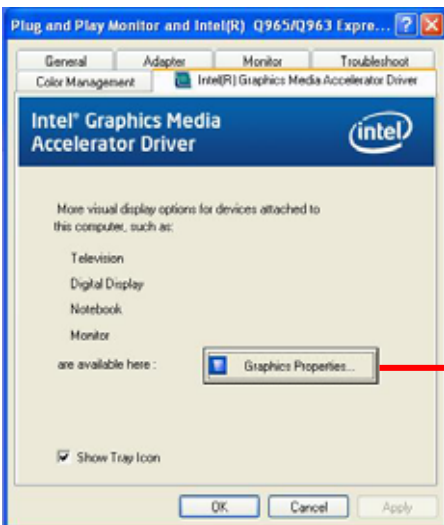 Plug and Play Monitor and Intel(R) Q965/Q963 Expre...
General Adapter Monitor Troubleshoot
Color Management Intel(R) Graphics Media Accelerator Driver
Intel® Graphics Media
Accelerator Driver
intel
More visual display options for devices attached to
this computer, such as:
Television
Digital Display
Notebook
Monitor
are available here :
Graphics Properties...
Show Tray Icon
OK Cancel Apply